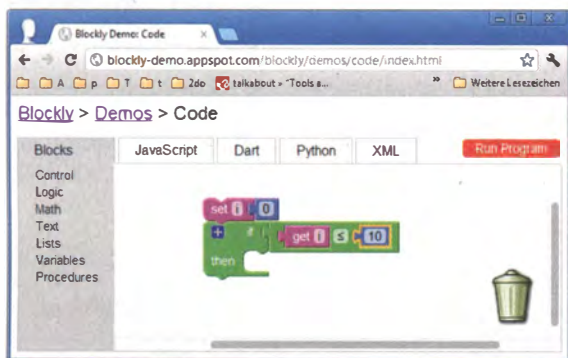 Blockly Demo: Code ×
blockly-demo.appspot.com/blockly/demos/code/index.html
A p T t 2do talkabout » "Tools a... » Weitere Lesezeichen
Blockly > Demos > Code
Blocks JavaScript Dart Python XML Run Program
Control
Logic
Math
Text
Lists
Variables
Procedures
set i 0
+ if get i ≤ 10
then